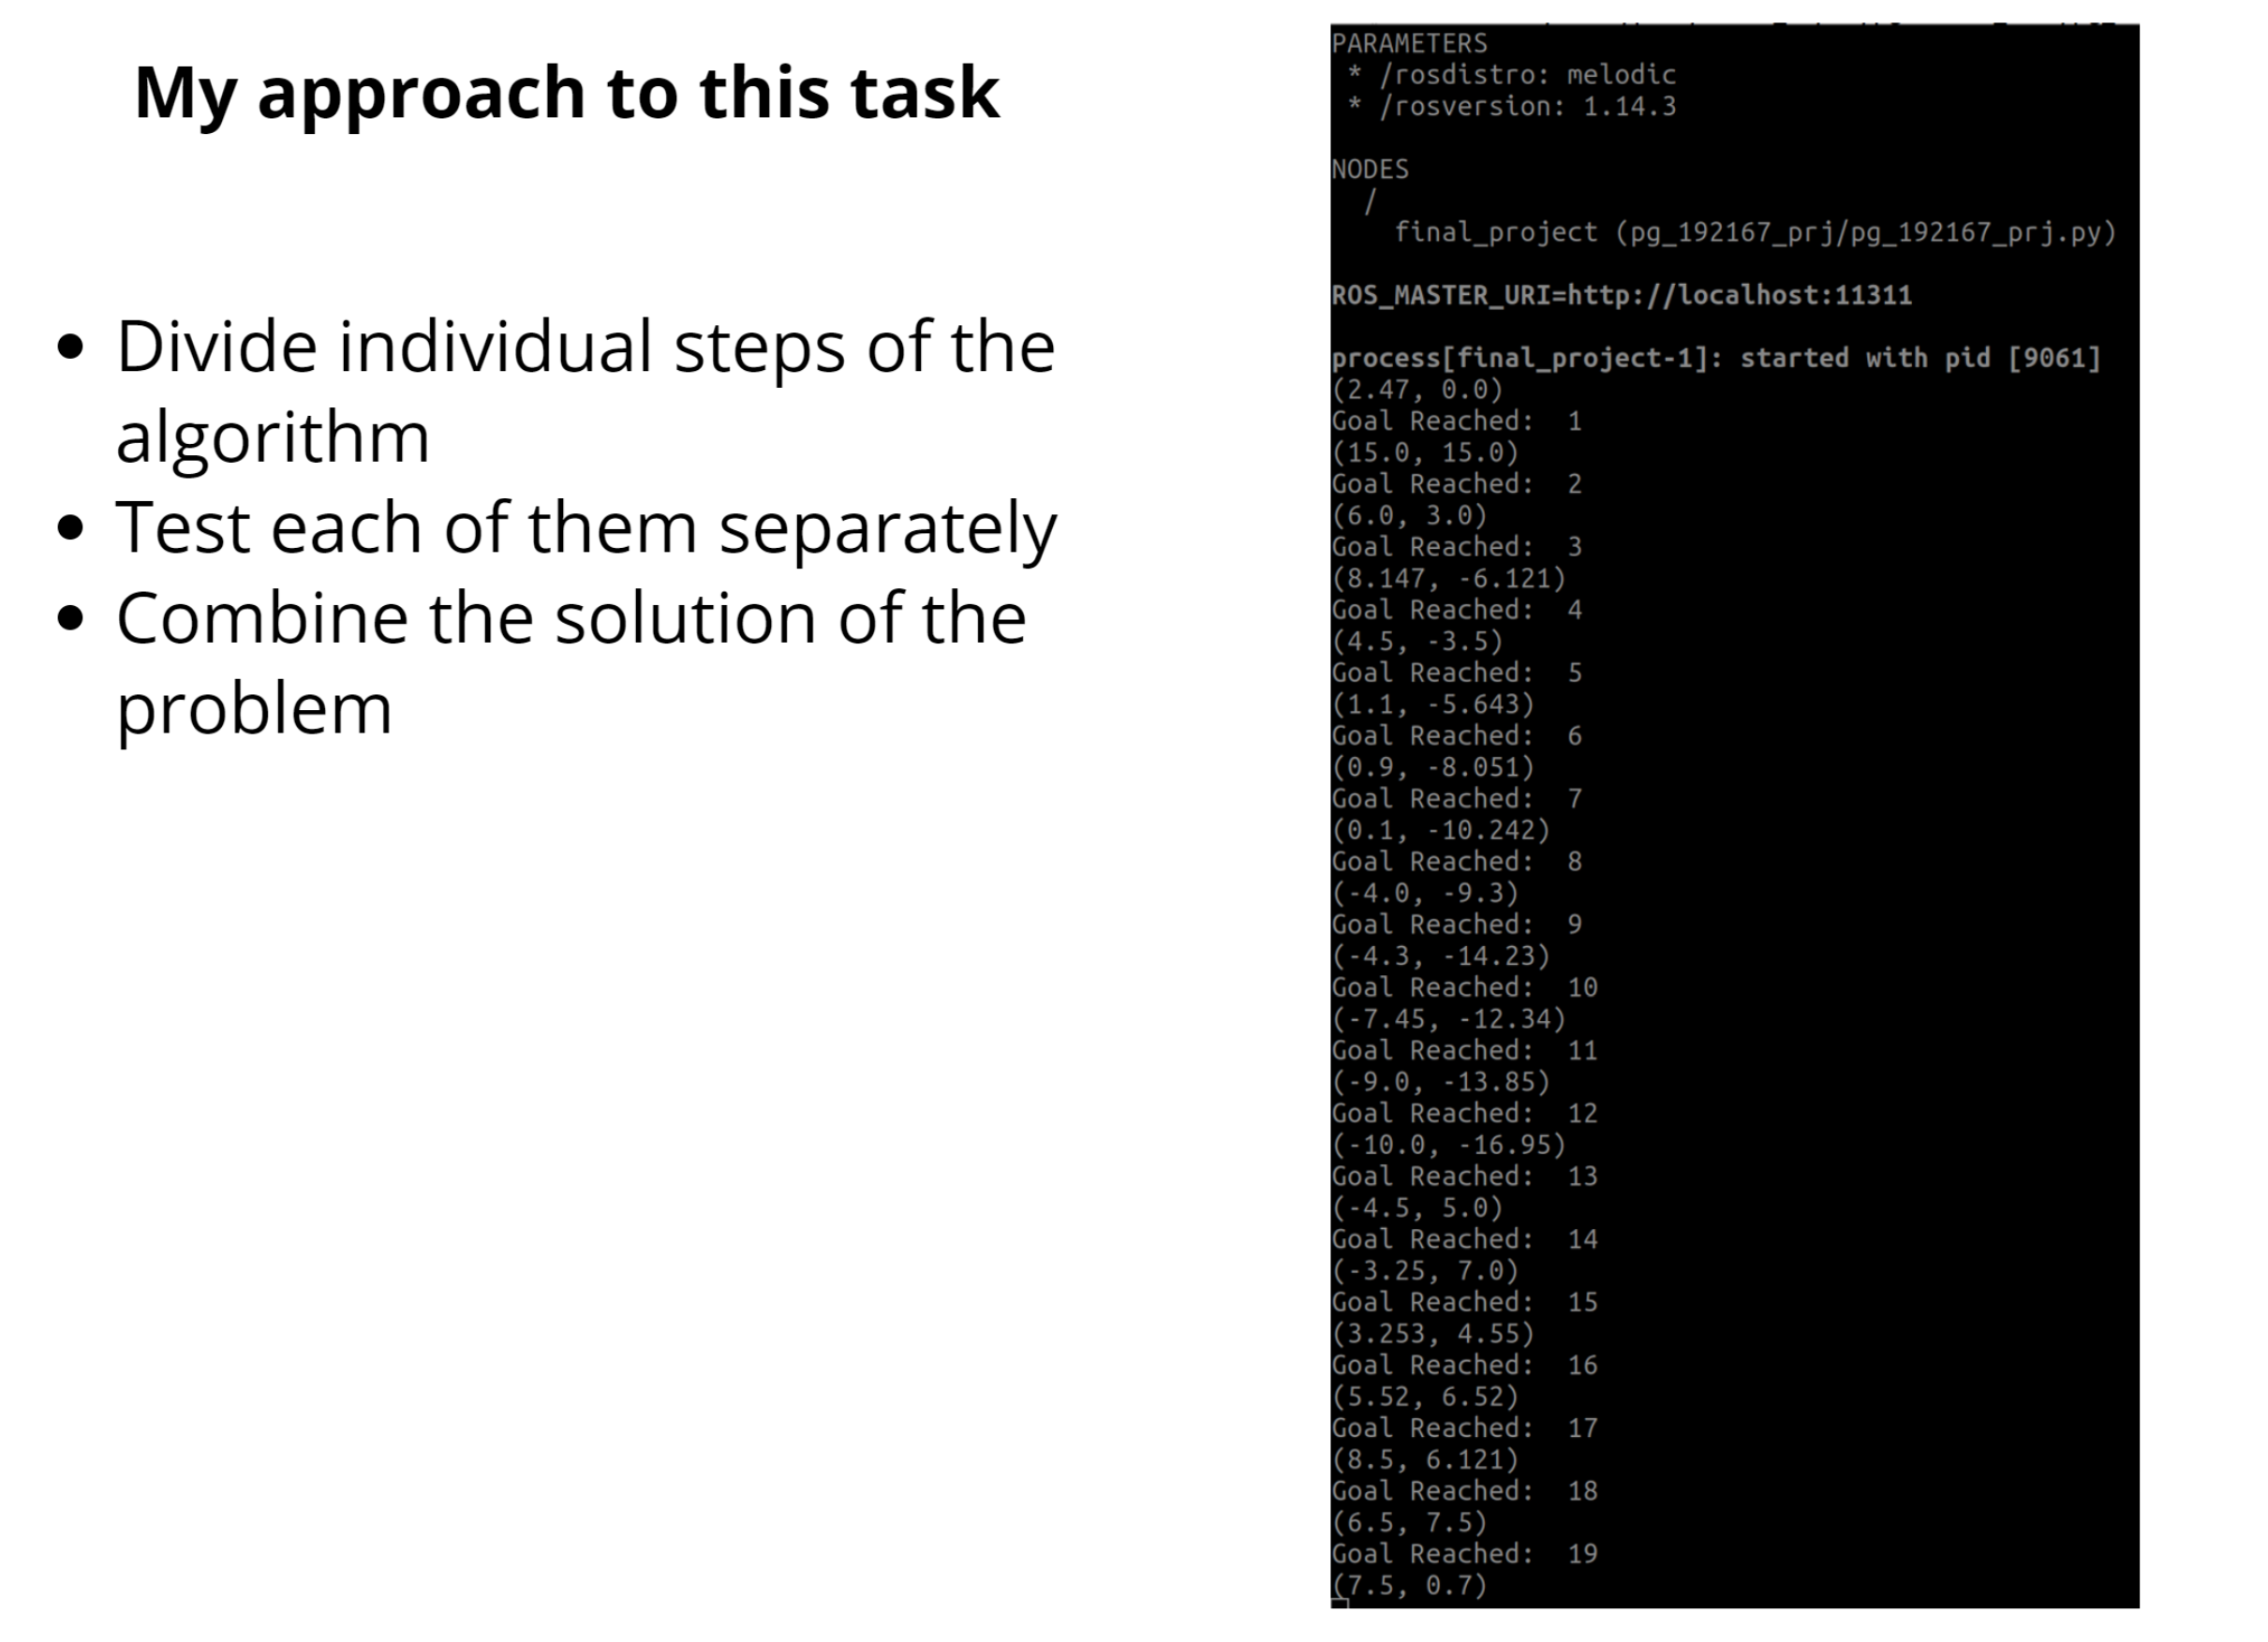 My approach to this task
• Divide individual steps of the
algorithm
• Test each of them separately
• Combine the solution of the
problem
PARAMETERS
* /rosdistro: melodic
* /rosversion: 1.14.3
NODES
/
final_project (pg_192167_prj/pg_192167_prj.py)
ROS_MASTER_URI=http://localhost:11311
process[final_project-1]: started with pid [9061]
(2.47, 0.0)
Goal Reached:  1
(15.0, 15.0)
Goal Reached:  2
(6.0, 3.0)
Goal Reached:  3
(8.147, -6.121)
Goal Reached:  4
(4.5, -3.5)
Goal Reached:  5
(1.1, -5.643)
Goal Reached:  6
(0.9, -8.051)
Goal Reached:  7
(0.1, -10.242)
Goal Reached:  8
(-4.0, -9.3)
Goal Reached:  9
(-4.3, -14.23)
Goal Reached:  10
(-7.45, -12.34)
Goal Reached:  11
(-9.0, -13.85)
Goal Reached:  12
(-10.0, -16.95)
Goal Reached:  13
(-4.5, 5.0)
Goal Reached:  14
(-3.25, 7.0)
Goal Reached:  15
(3.253, 4.55)
Goal Reached:  16
(5.52, 6.52)
Goal Reached:  17
(8.5, 6.121)
Goal Reached:  18
(6.5, 7.5)
Goal Reached:  19
(7.5, 0.7)